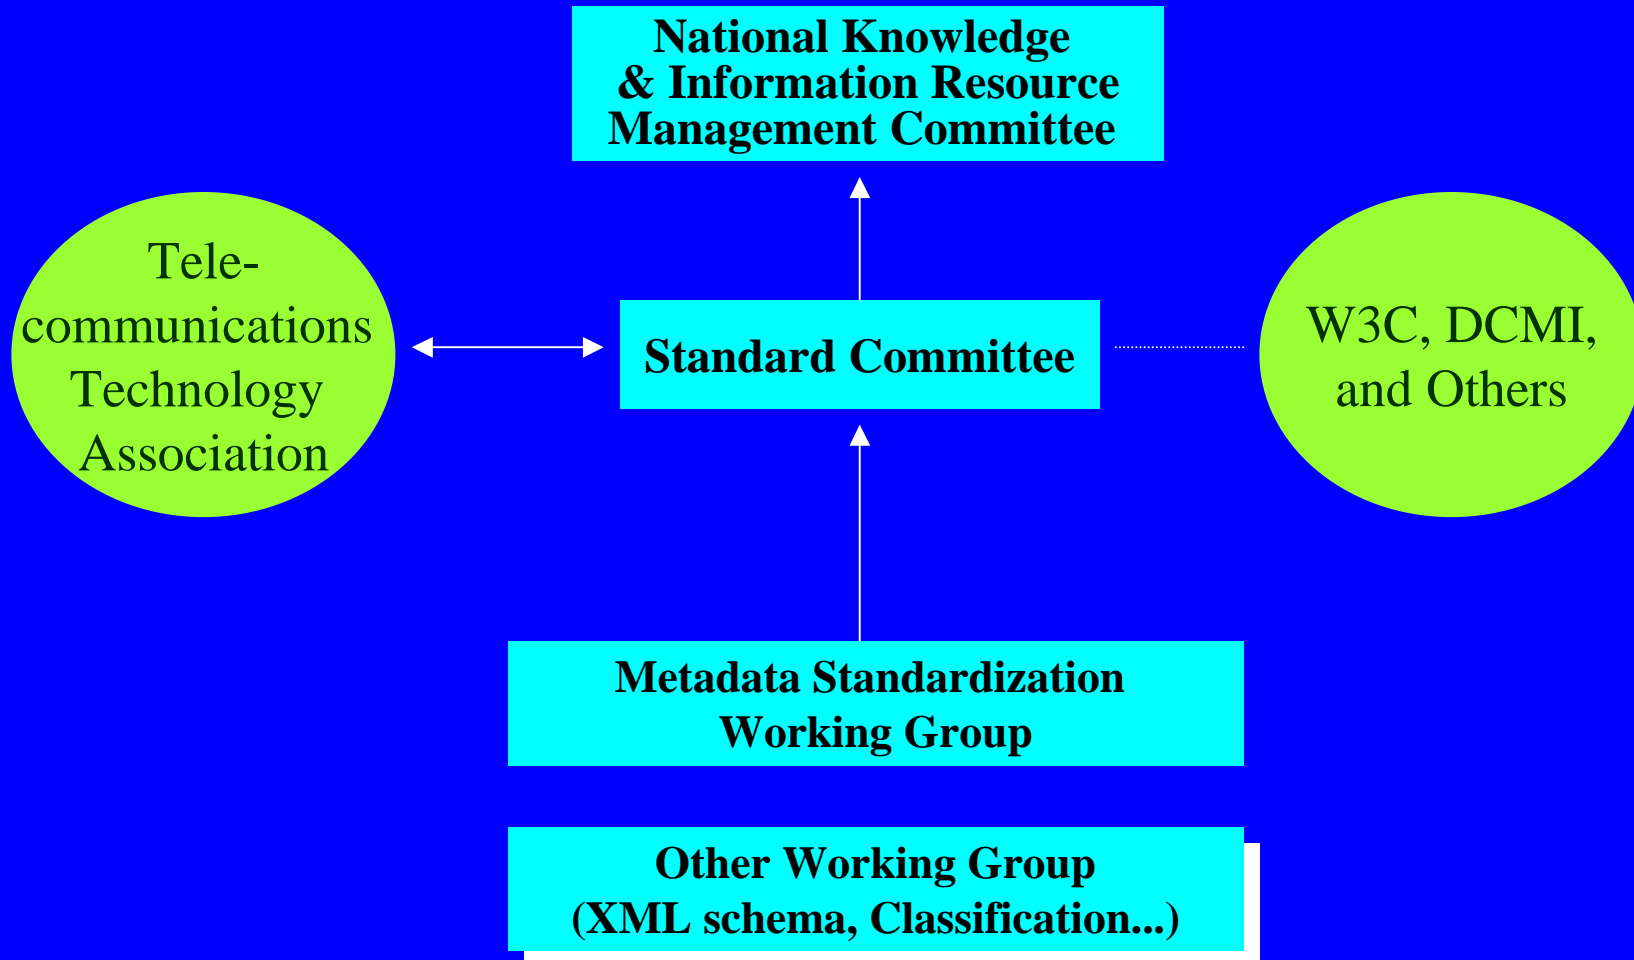 National Knowledge
& Information Resource
Management Committee
Tele-
communications
Technology
Association
Standard Committee
W3C, DCMI,
and Others
Metadata Standardization
Working Group
Other Working Group
(XML schema, Classification...)